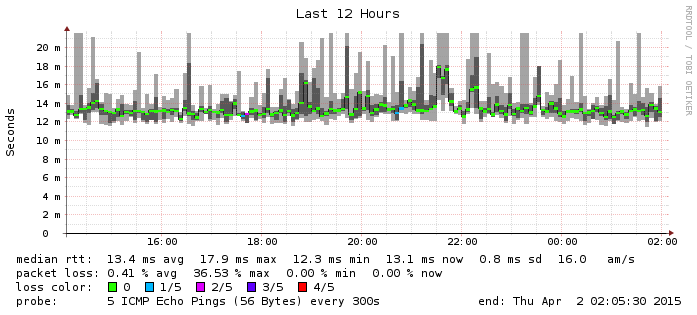 Last 12 Hours
RRDTOOL / TOBI OETIKER
Seconds
20 m
18 m
16 m
14 m
12 m
10 m
8 m
6 m
4 m
2 m
0
16:00 18:00 20:00 22:00 00:00 02:00
median rtt: 13.4 ms avg 17.9 ms max 12.3 ms min 13.1 ms now 0.8 ms sd 16.0 am/s
packet loss: 0.41 % avg 36.53 % max 0.00 % min 0.00 % now
loss color: 0 1/5 2/5 3/5 4/5
probe: 5 ICMP Echo Pings (56 Bytes) every 300s end: Thu Apr 2 02:05:30 2015